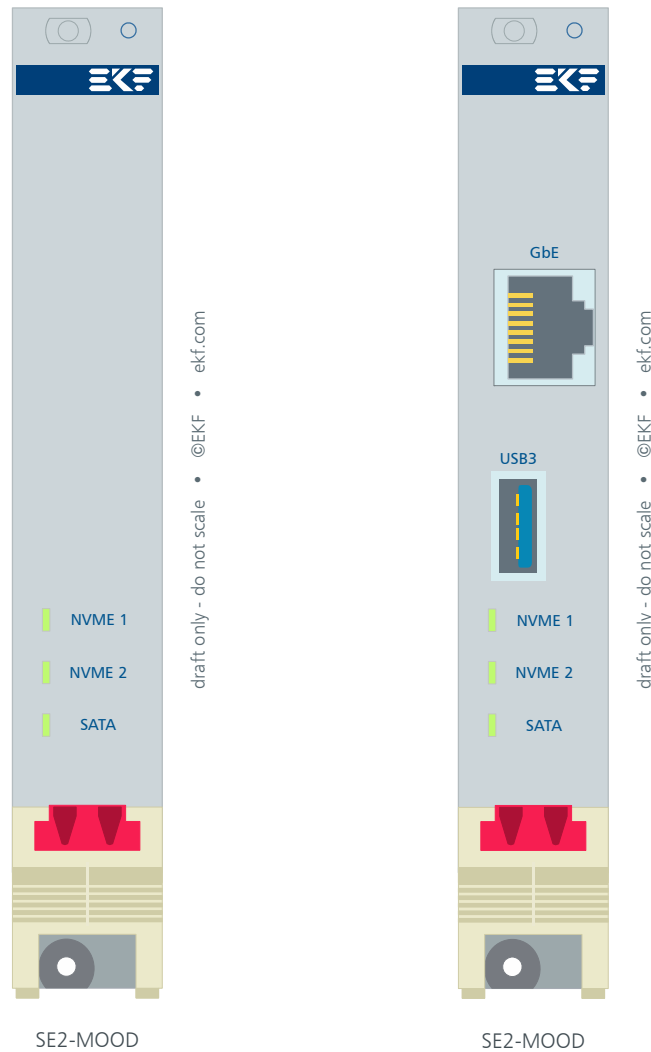 EKF
NVME 1
NVME 2
SATA
draft only - do not scale • ©EKF • ekf.com
SE2-MOOD
EKF
GbE
USB3
NVME 1
NVME 2
SATA
draft only - do not scale • ©EKF • ekf.com
SE2-MOOD